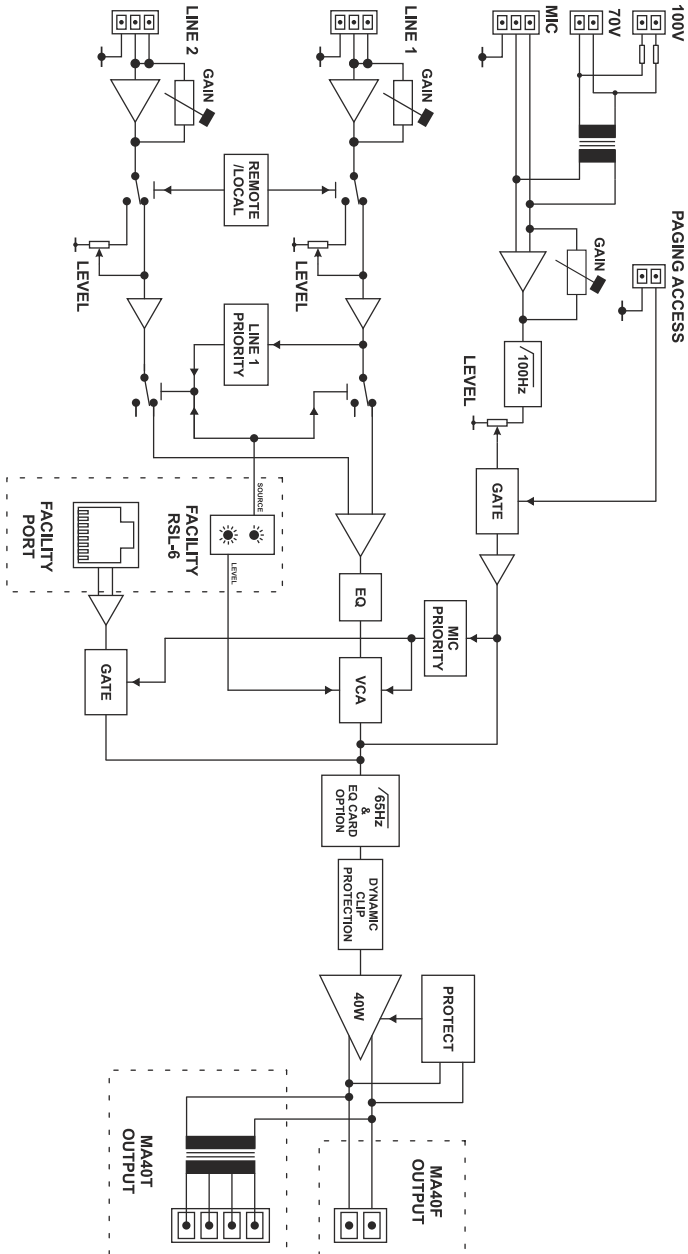 100V
70V
MIC
PAGING ACCESS
GAIN
100Hz
LEVEL
GATE
MIC
PRIORITY
LINE 1
GAIN
LINE 2
GAIN
REMOTE
/LOCAL
LEVEL
LEVEL
LINE 1
PRIORITY
SOURCE
LEVEL
FACILITY
RSL-6
FACILITY
PORT
GATE
EQ
VCA
65Hz
&
EQ CARD
OPTION
DYNAMIC
CLIP
PROTECTION
40W
PROTECT
MA40F
OUTPUT
MA40T
OUTPUT